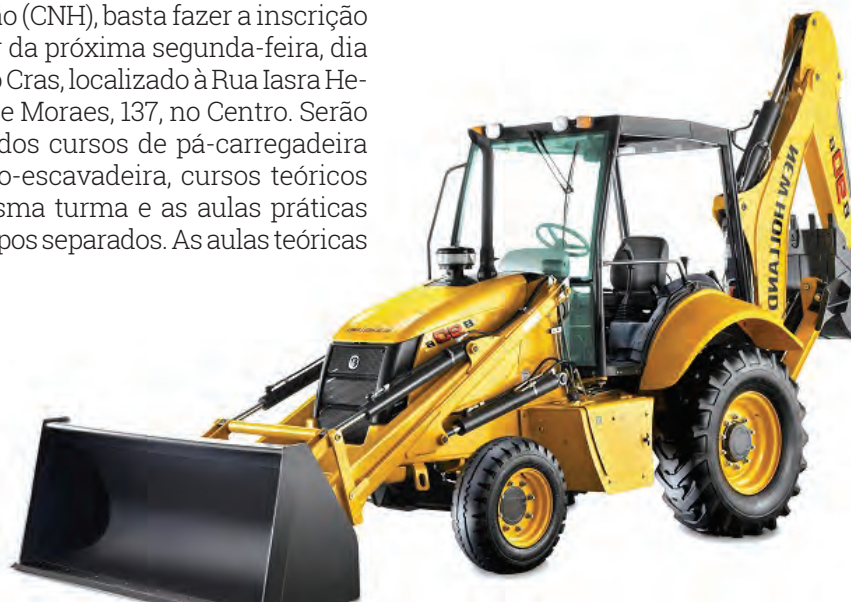 o (CNH), basta fazer a inscrição
r da próxima segunda-feira, dia
o Cras, localizado à Rua Iasra He-
e Moraes, 137, no Centro. Serão
dos cursos de pá-carregadeira
o-escavadeira, cursos teóricos
sma turma e as aulas práticas
pos separados. As aulas teóricas
NEW HOLLAND